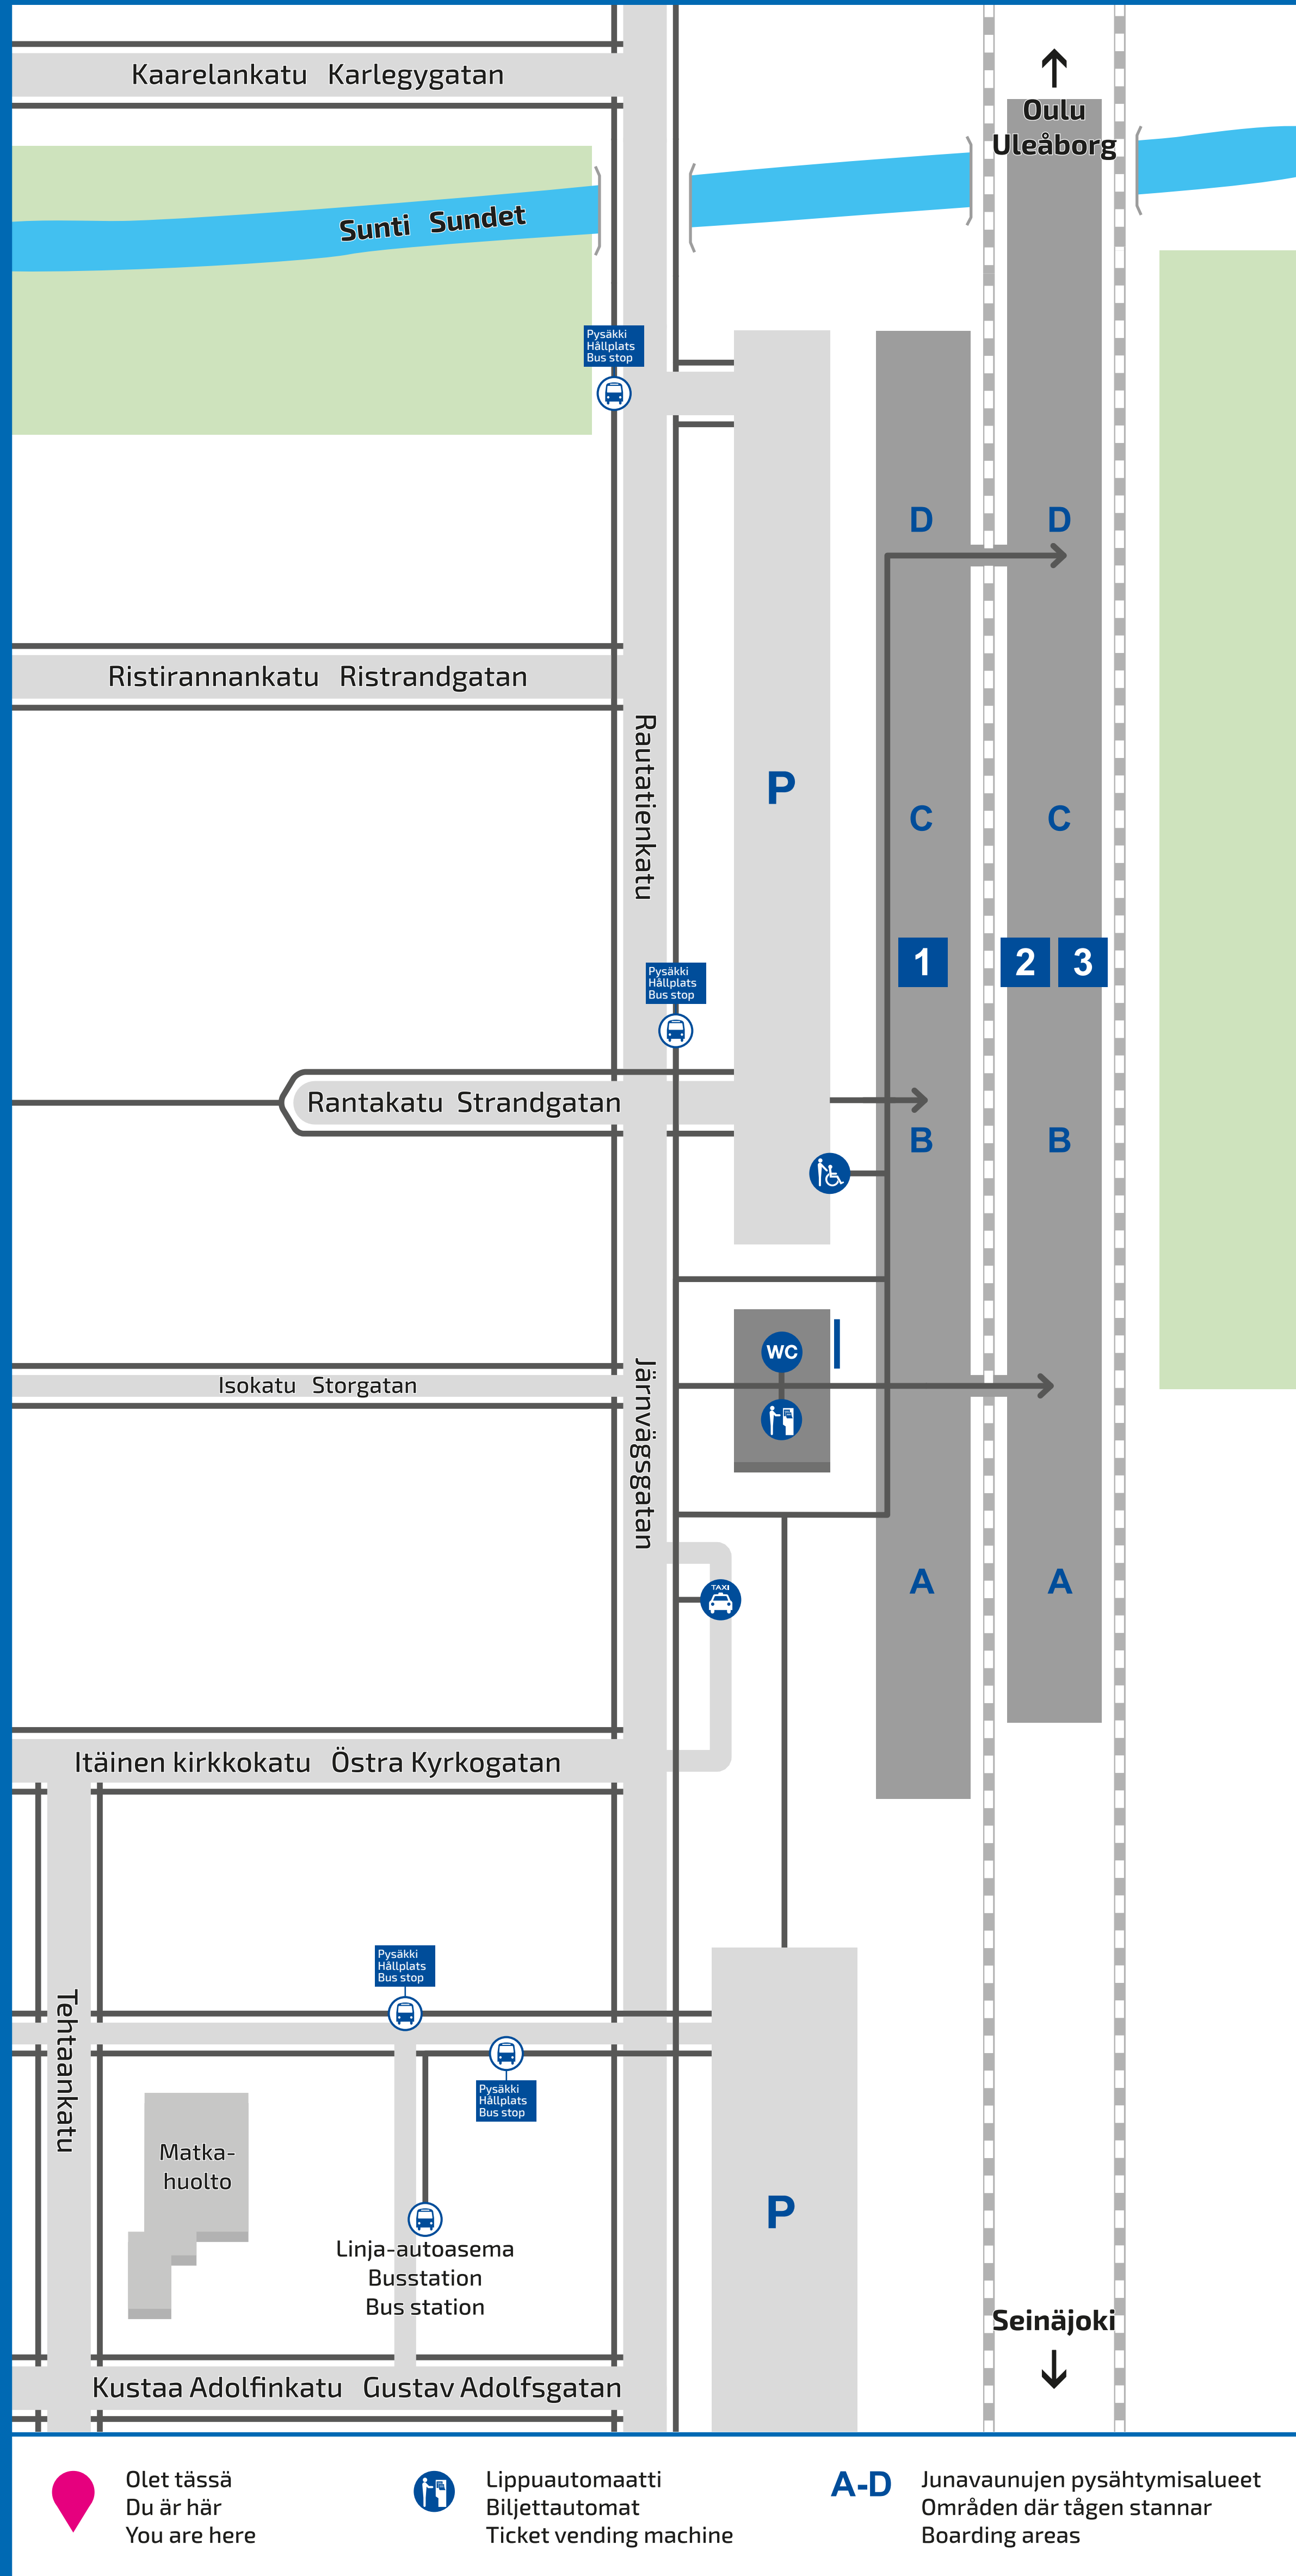 Kaarelankatu Karlegygatan
Oulu
Uleåborg
Sunti Sundet
Pysäkki
Hållplats
Bus stop
D
D
Ristirannankatu Ristrandgatan
Rautatienkatu
P
C
C
1
2
3
Pysäkki
Hållplats
Bus stop
Rantakatu Strandgatan
B
B
WC
Isokatu Storgatan
Järnvägsgatan
TAXI
A
A
Itäinen kirkkokatu Östra Kyrkogatan
Pysäkki
Hållplats
Bus stop
Tehtaankatu
Pysäkki
Hållplats
Bus stop
Matka-
huolto
P
Linja-autoasema
Busstation
Bus station
Seinäjoki
Kustaa Adolfinkatu Gustav Adolfsgatan
Olet tässä
Du är här
You are here
Lippuautomaatti
Biljettautomat
Ticket vending machine
A-D
Junavaunujen pysähtymisalueet
Områden där tågen stannar
Boarding areas